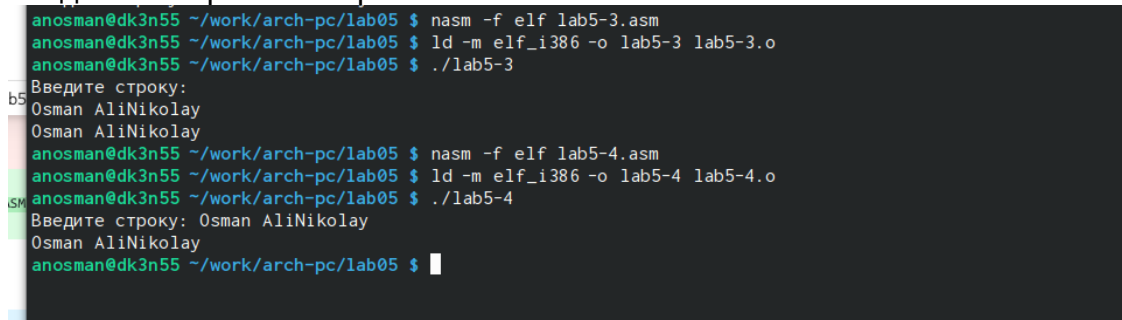 anosman@dk3n55 ~/work/arch-pc/lab05 $ nasm -f elf lab5-3.asm
anosman@dk3n55 ~/work/arch-pc/lab05 $ ld -m elf_i386 -o lab5-3 lab5-3.o
anosman@dk3n55 ~/work/arch-pc/lab05 $ ./lab5-3
Введите строку:
Osman AliNikolay
Osman AliNikolay
anosman@dk3n55 ~/work/arch-pc/lab05 $ nasm -f elf lab5-4.asm
anosman@dk3n55 ~/work/arch-pc/lab05 $ ld -m elf_i386 -o lab5-4 lab5-4.o
anosman@dk3n55 ~/work/arch-pc/lab05 $ ./lab5-4
Введите строку: Osman AliNikolay
Osman AliNikolay
anosman@dk3n55 ~/work/arch-pc/lab05 $